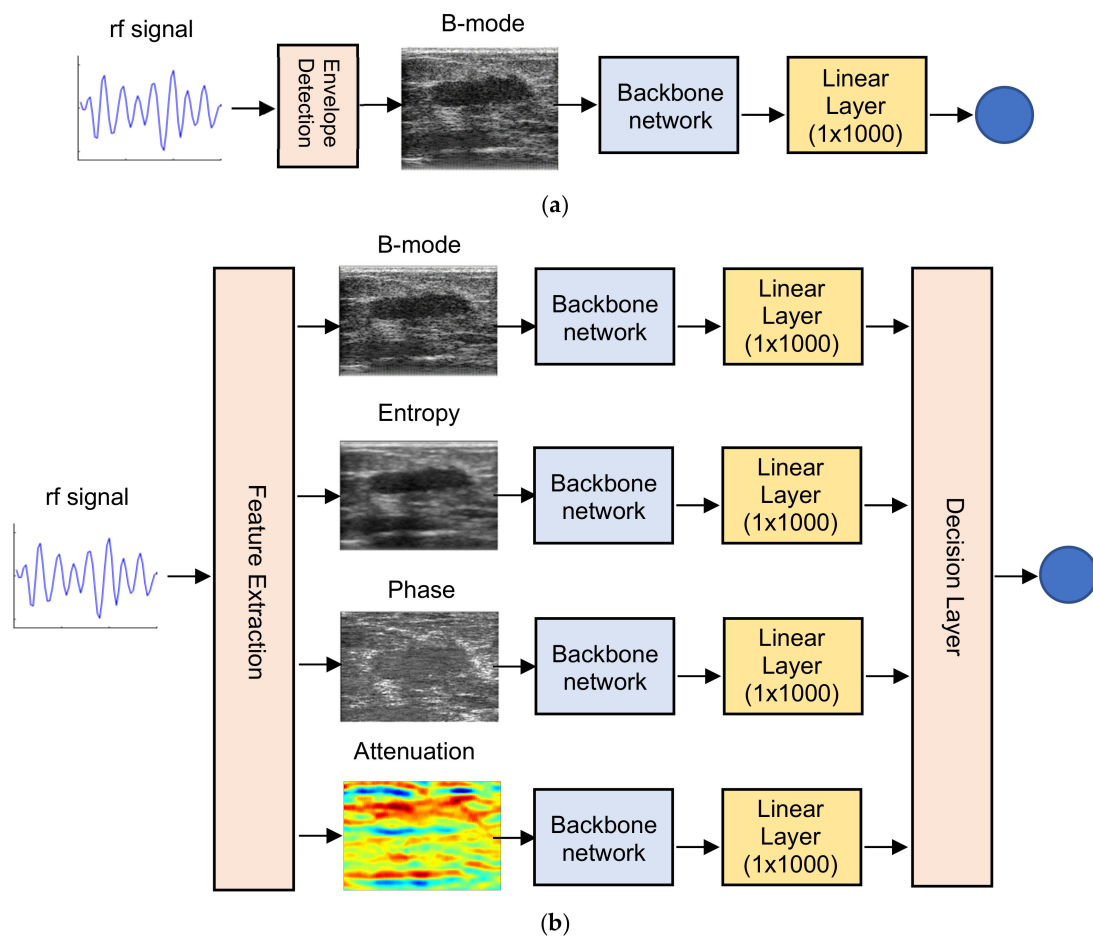 rf signal
B-mode
Envelope
Detection
Backbone
network
Linear
Layer
(1x1000)
(a)
B-mode
Backbone
network
Linear
Layer
(1x1000)
Entropy
Backbone
network
Linear
Layer
(1x1000)
rf signal
Feature Extraction
Decision Layer
Phase
Backbone
network
Linear
Layer
(1x1000)
Attenuation
Backbone
network
Linear
Layer
(1x1000)
(b)